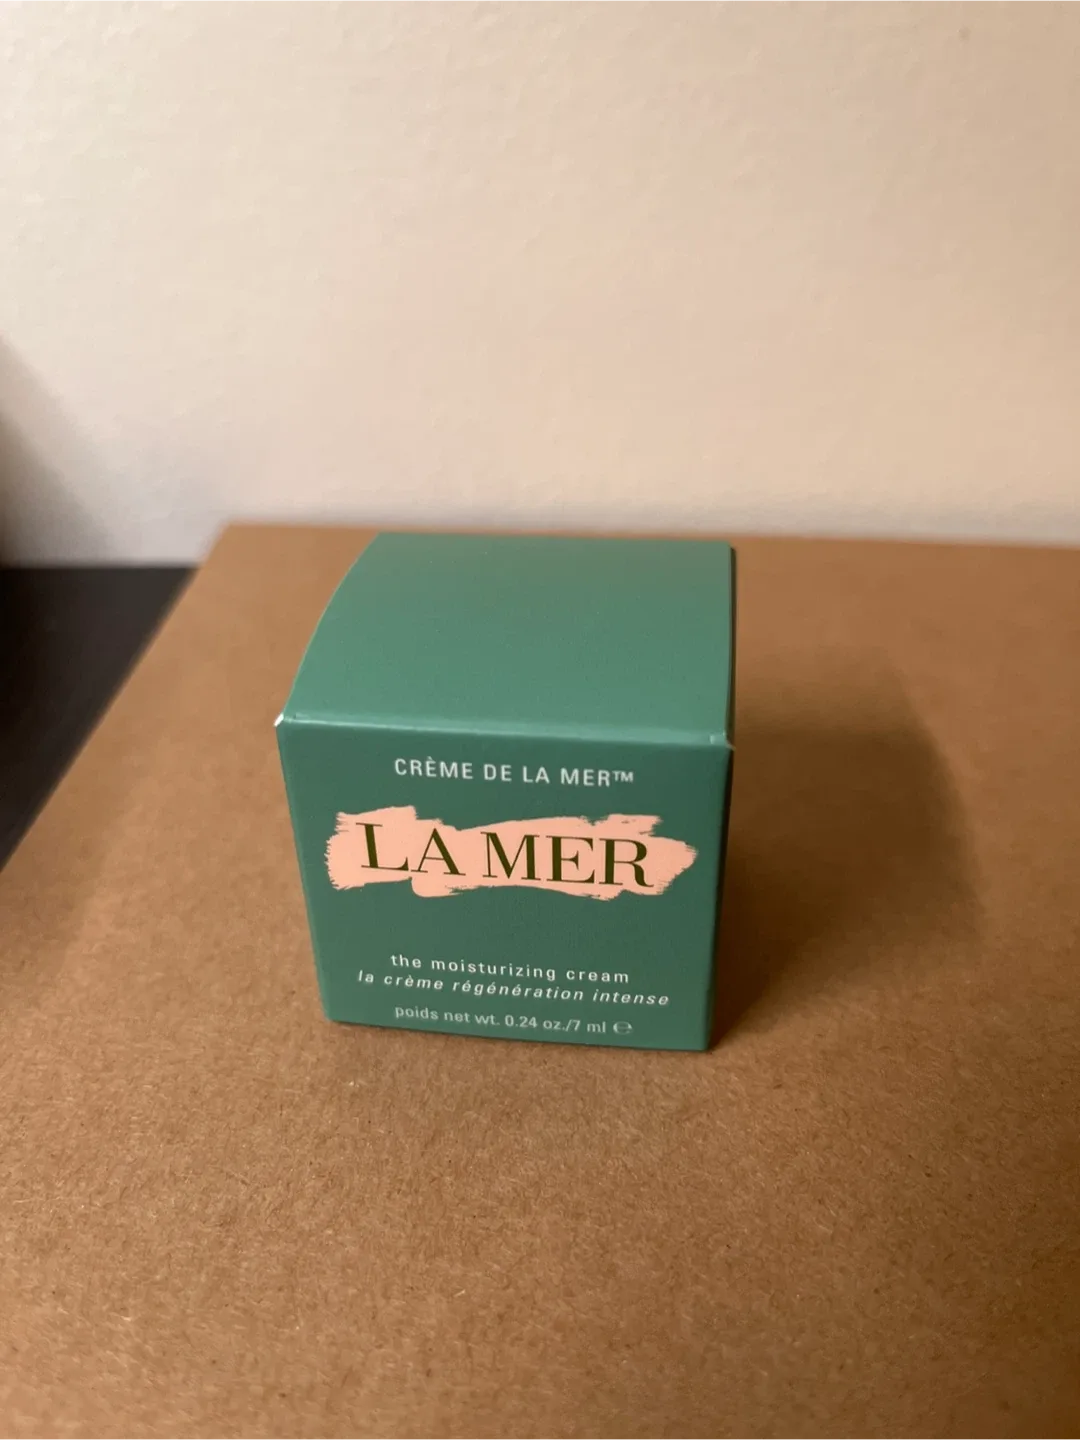 CRÈME DE LA MER™
LA MER
the moisturizing cream
la crème régénération intense
poids net wt. 0.24 oz./7 ml ℮